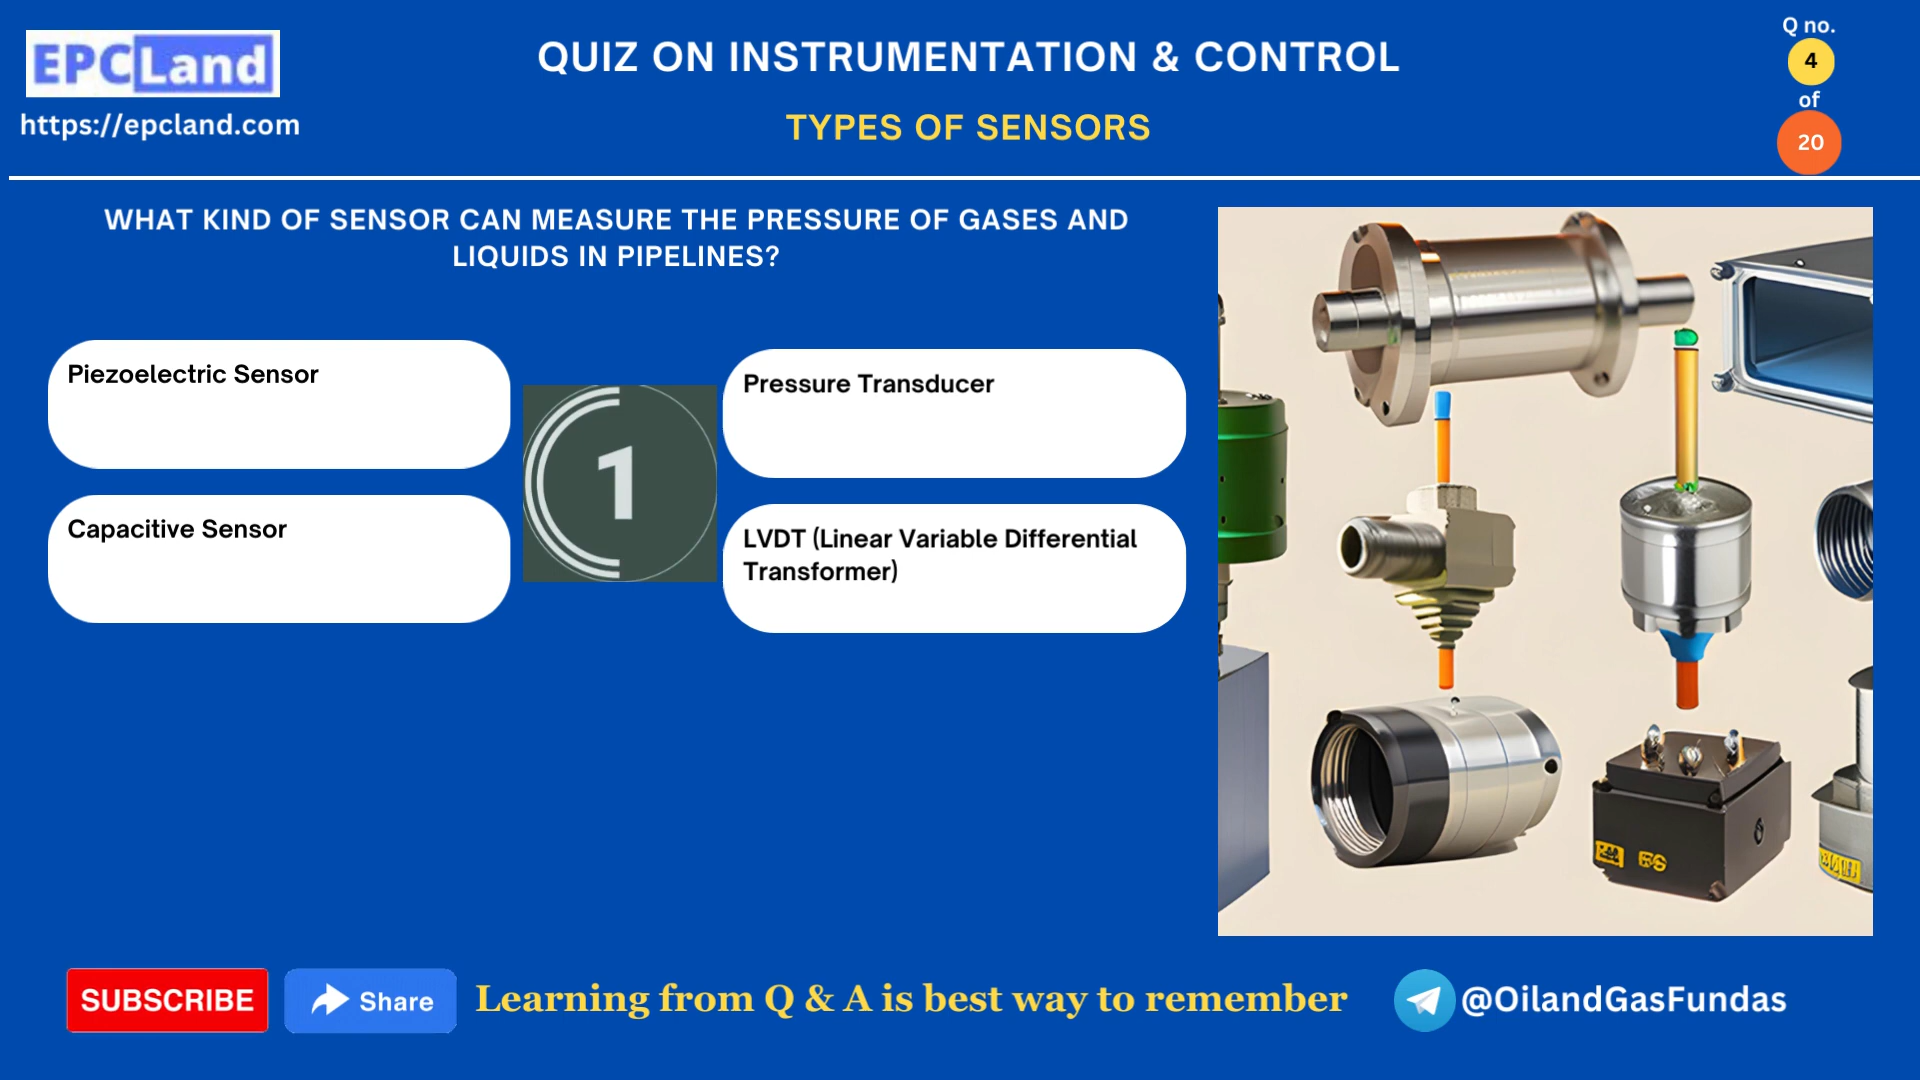 EPCLand
https://epcland.com
QUIZ ON INSTRUMENTATION & CONTROL
TYPES OF SENSORS
Q no.
4
of
20
WHAT KIND OF SENSOR CAN MEASURE THE PRESSURE OF GASES AND
LIQUIDS IN PIPELINES?
Piezoelectric Sensor
Pressure Transducer
1
Capacitive Sensor
LVDT (Linear Variable Differential
Transformer)
SUBSCRIBE
Share
Learning from Q & A is best way to remember
@OilandGasFundas